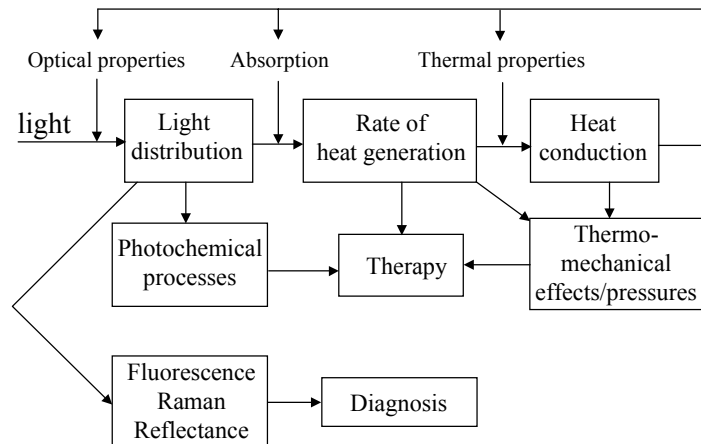 Optical properties
Absorption
Thermal properties
light
Light
distribution
Rate of
heat generation
Heat
conduction
Photochemical
processes
Therapy
Thermo-
mechanical
effects/pressures
Fluorescence
Raman
Reflectance
Diagnosis